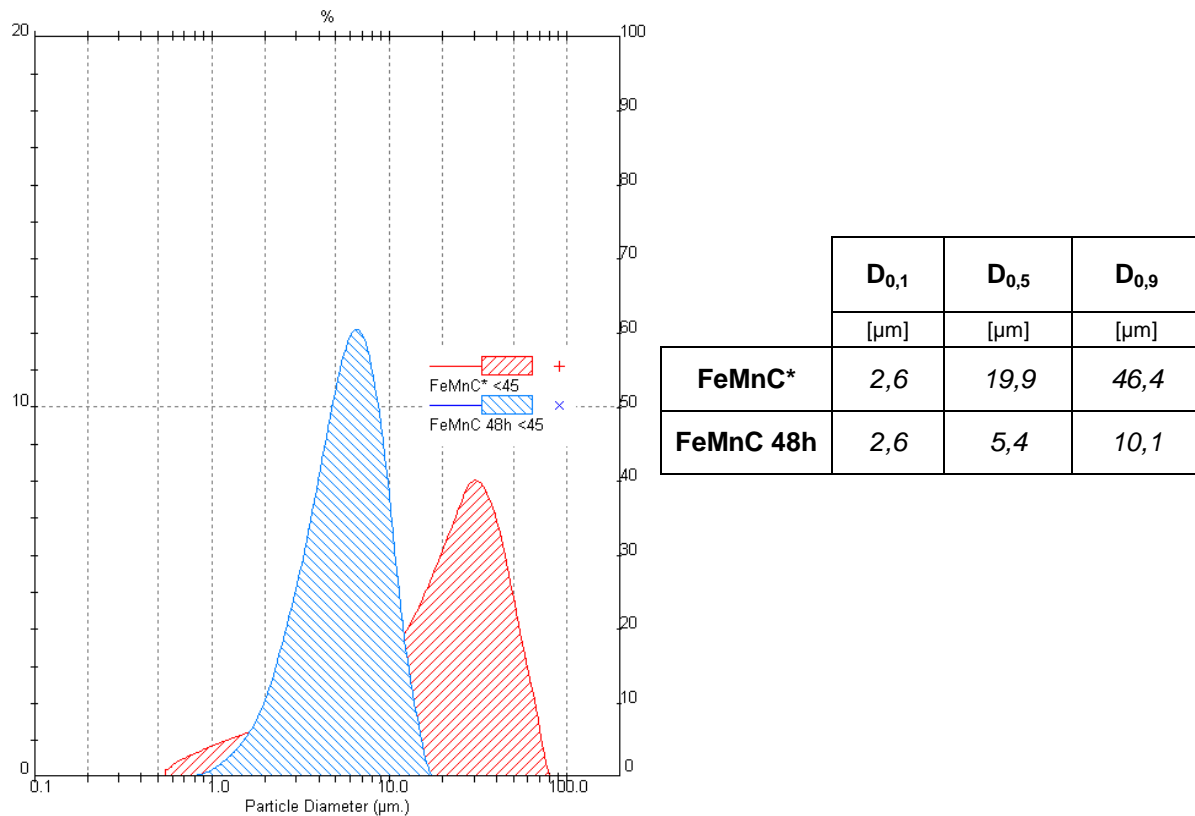 %
20
100
90
80
70
60
FeMnC* <45
10
50
FeMnC 48h <45
40
30
20
10
0
0
0.1
1.0
10.0
100.0
Particle Diameter (µm.)
D0,1 D0,5 D0,9
[µm] [µm] [µm]
FeMnC* 2,6 19,9 46,4
FeMnC 48h 2,6 5,4 10,1